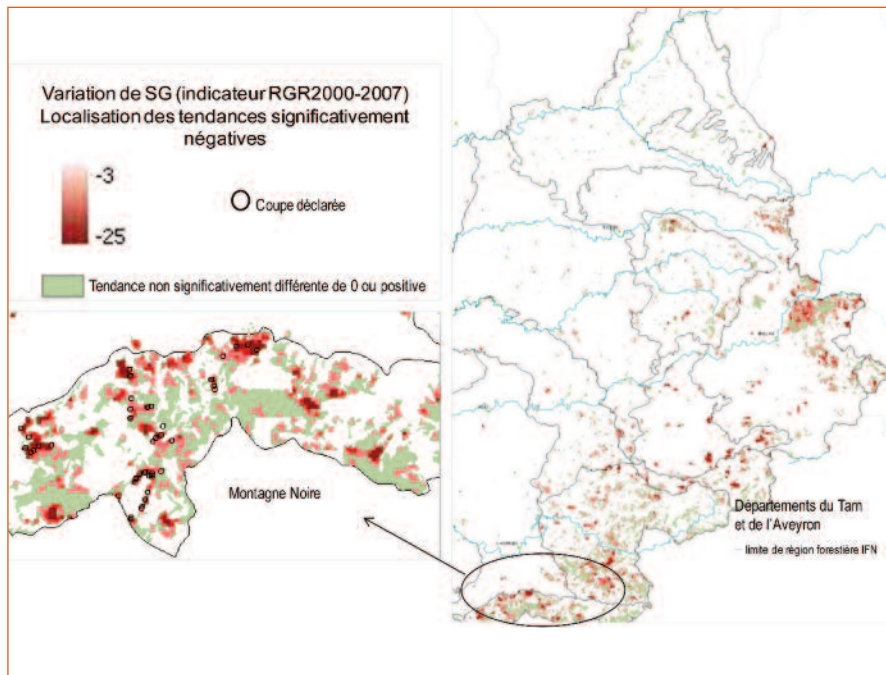 Variation de SG (indicateur RGR2000-2007)
Localisation des tendances significativement
négatives
-3
-25
Coupe déclarée
Tendance non significativement différente de 0 ou positive
Montagne Noire
Départements du Tarn
et de l'Aveyron
limite de région forestière IFN